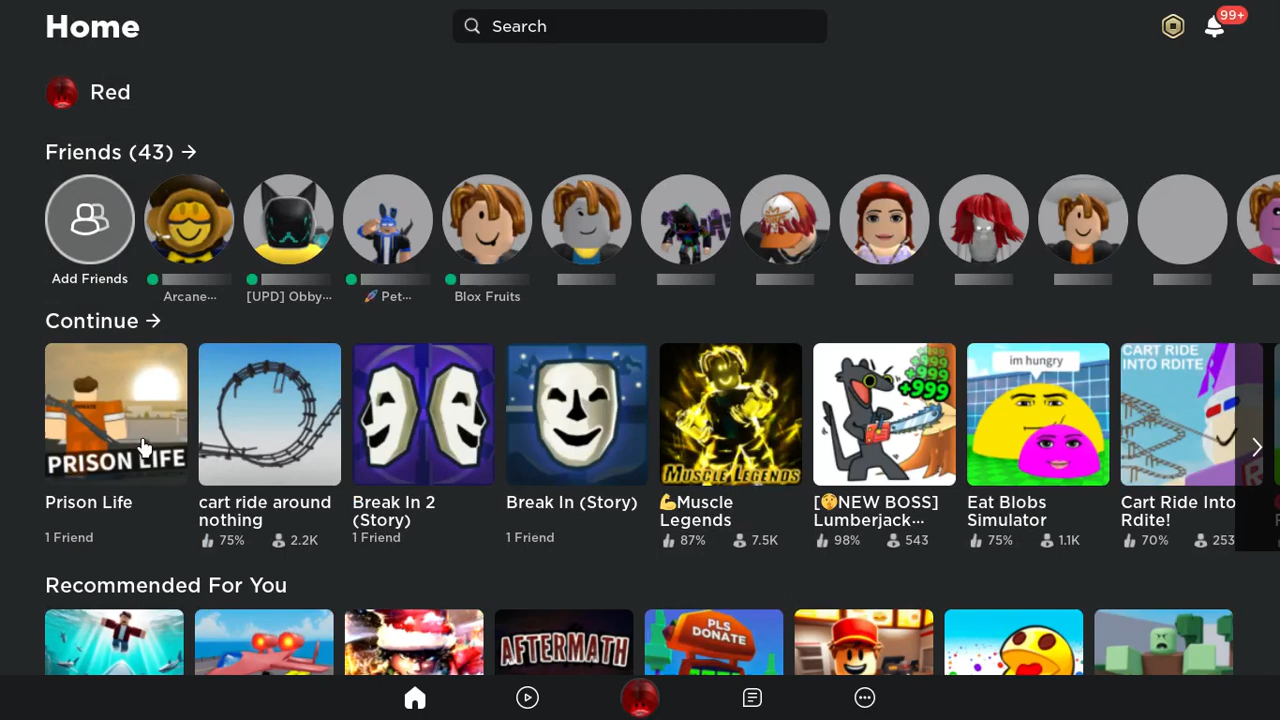 Home
Search
99+
Red
Friends (43)
Add Friends
Arcane···
[UPD] Obby···
🚀 Pet···
Blox Fruits
Continue
PRISON LIFE
MUSCLE LEGENDS
+999
+999
+999
im hungry
CART RIDE
INTO RDITE
Prison Life
1 Friend
cart ride around
nothing
75% 2.2K
Break In 2
(Story)
1 Friend
Break In (Story)
1 Friend
💪Muscle
Legends
87% 7.5K
[🤫NEW BOSS]
Lumberjack···
98% 543
Eat Blobs
Simulator
75% 1.1K
Cart Ride Into
Rdite!
70% 253
Recommended For You
AFTERMATH
PLS
DONATE